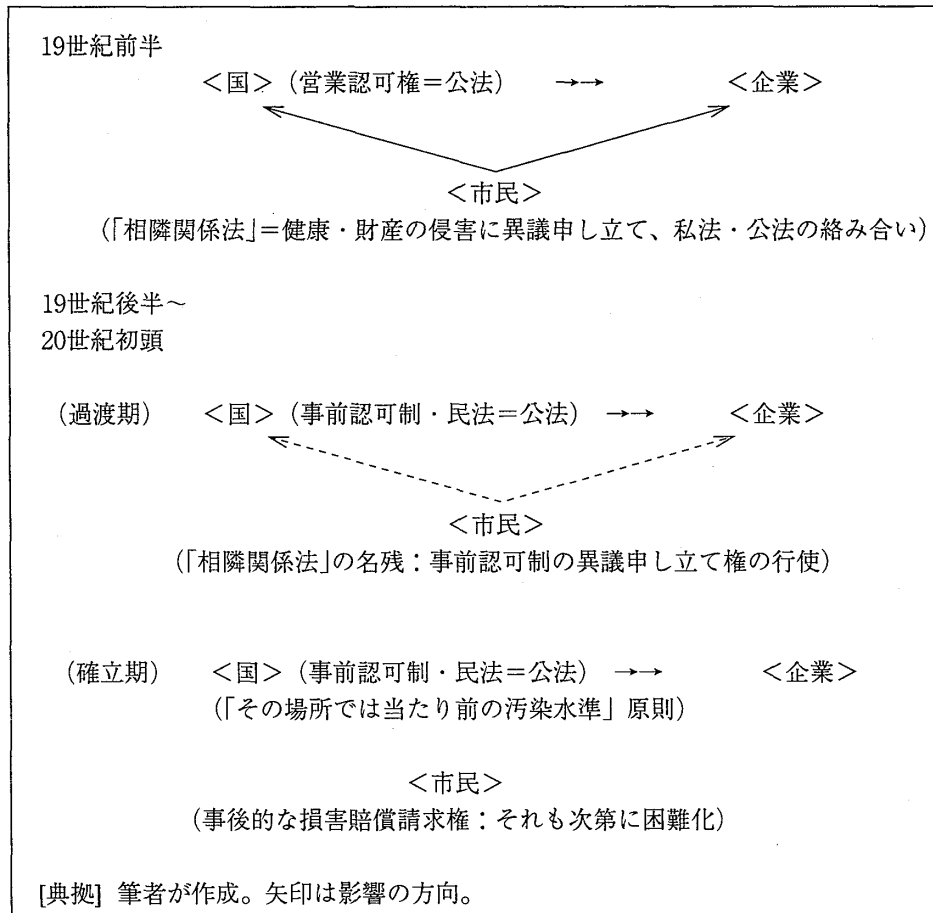 19世紀前半
＜国＞（営業認可権＝公法） →→ ＜企業＞
＜市民＞
（「相隣関係法」＝健康・財産の侵害に異議申し立て、私法・公法の絡み合い）
19世紀後半～
20世紀初頭
（過渡期） ＜国＞（事前認可制・民法＝公法） →→ ＜企業＞
＜市民＞
（「相隣関係法」の名残：事前認可制の異議申し立て権の行使）
（確立期） ＜国＞（事前認可制・民法＝公法） →→ ＜企業＞
（「その場所では当たり前の汚染水準」原則）
＜市民＞
（事後的な損害賠償請求権：それも次第に困難化）
[典拠] 筆者が作成。矢印は影響の方向。